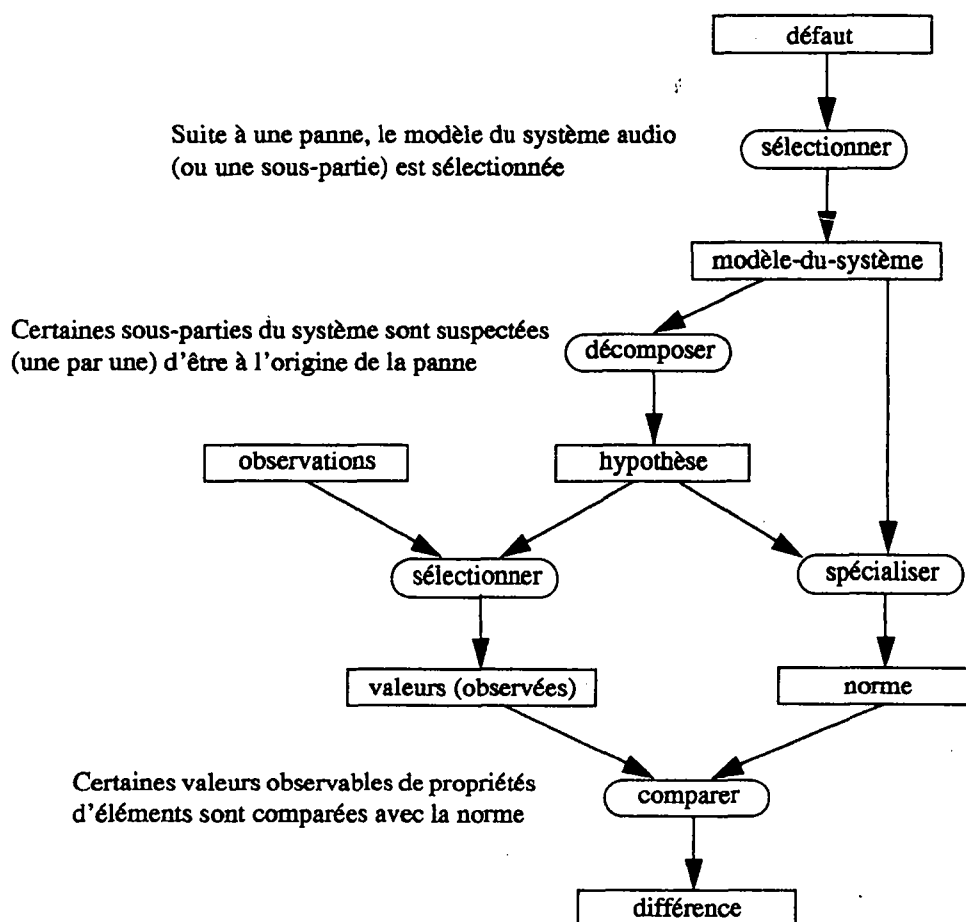 défaut
Suite à une panne, le modèle du système audio
(ou une sous-partie) est sélectionnée
sélectionner
modèle-du-système
Certaines sous-parties du système sont suspectées
(une par une) d'être à l'origine de la panne
décomposer
observations
hypothèse
sélectionner
spécialiser
valeurs (observées)
norme
Certaines valeurs observables de propriétés
d'éléments sont comparées avec la norme
comparer
différence